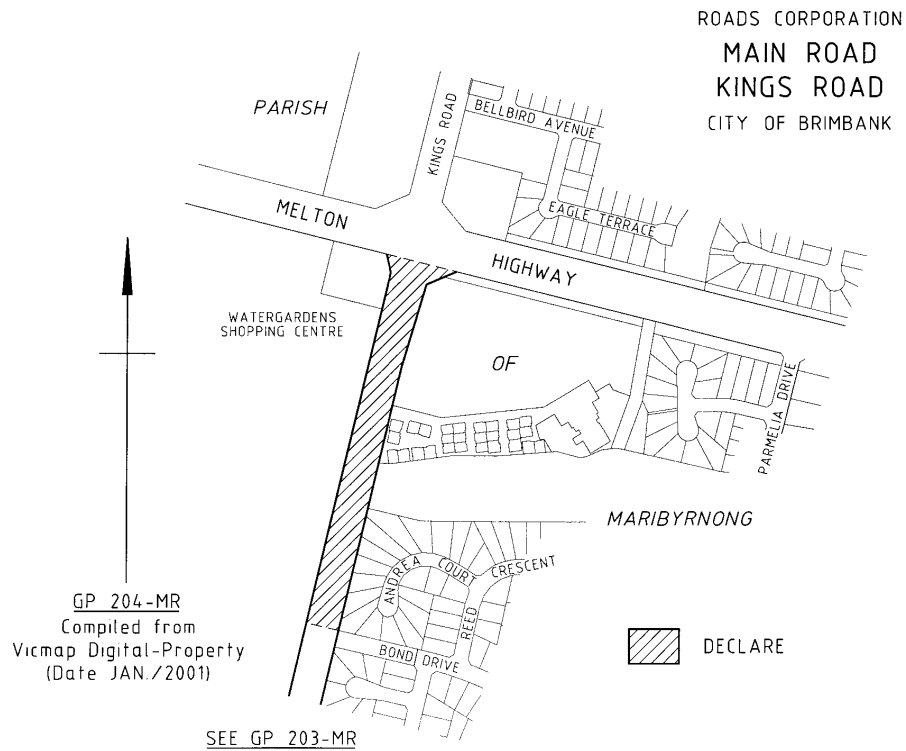 ROADS CORPORATION
MAIN ROAD
KINGS ROAD
CITY OF BRIMBANK
PARISH
KINGS ROAD
BELLBIRD AVENUE
MELTON
EAGLE TERRACE
HIGHWAY
WATERGARDENS
SHOPPING CENTRE
OF
PARMELIA DRIVE
MARIBYRNONG
ANDREA COURT
REED CRESCENT
BOND DRIVE
DECLARE
GP 204-MR
Compiled from
Vicmap Digital-Property
(Date JAN./2001)
SEE GP 203-MR